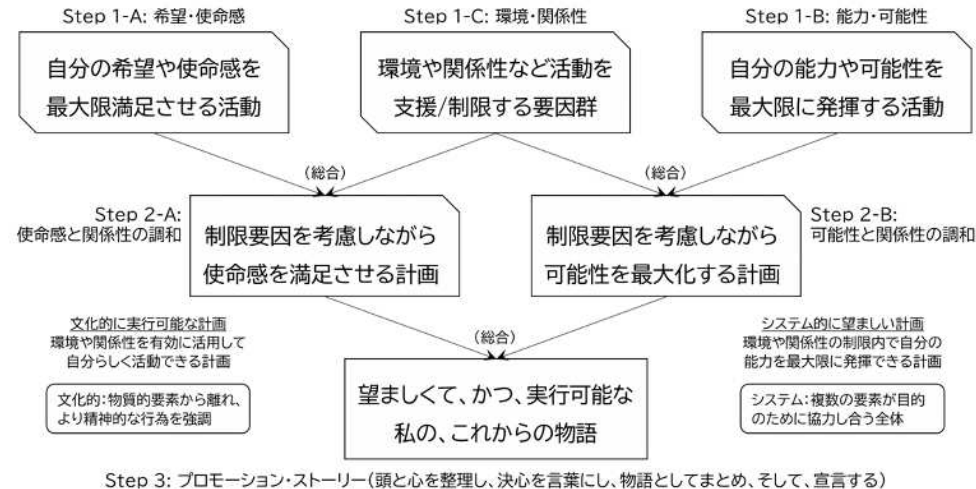 Step 1-A: 希望・使命感
Step 1-C: 環境・関係性
Step 1-B: 能力・可能性
自分の希望や使命感を
最大限満足させる活動
環境や関係性など活動を
支援/制限する要因群
自分の能力や可能性を
最大限に発揮する活動
(総合)
(総合)
Step 2-A:
使命感と関係性の調和
制限要因を考慮しながら
使命感を満足させる計画
制限要因を考慮しながら
可能性を最大化する計画
Step 2-B:
可能性と関係性の調和
文化的に実行可能な計画
環境や関係性を有効に活用して
自分らしく活動できる計画
(総合)
システム的に望ましい計画
環境や関係性の制限内で自分の
能力を最大限に発揮できる計画
文化的：物質的要素から離れ、
より精神的な行為を強調
望ましくて、かつ、実行可能な
私の、これからの物語
システム：複数の要素が目的
のために協力し合う全体
Step 3: プロモーション・ストーリー(頭と心を整理し、決心を言葉にし、物語としてまとめ、そして、宣言する)